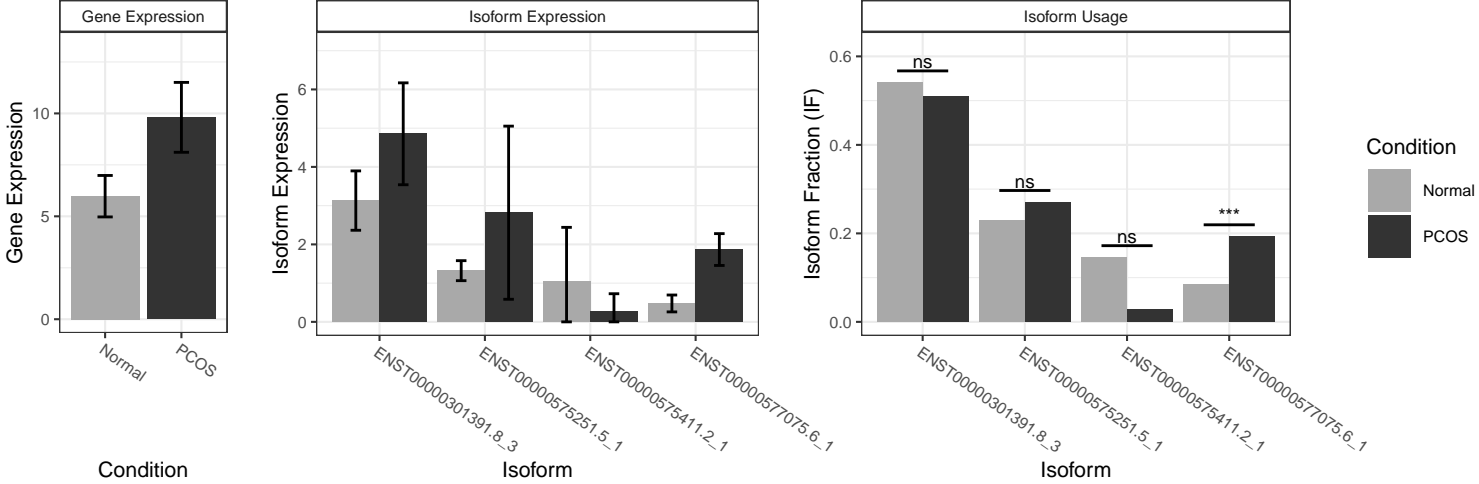 Gene Expression
Isoform Expression
Isoform Usage
Gene Expression
10
5
0
Normal
PCOS
Condition
Isoform Expression
6
4
2
0
ENST00000301391.8_3
ENST00000575251.5_1
ENST00000575411.2_1
ENST00000577075.6_1
Isoform
Isoform Fraction (IF)
0.6
0.4
0.2
0.0
ns
ns
ns
***
ENST00000301391.8_3
ENST00000575251.5_1
ENST00000575411.2_1
ENST00000577075.6_1
Isoform
Condition
Normal
PCOS